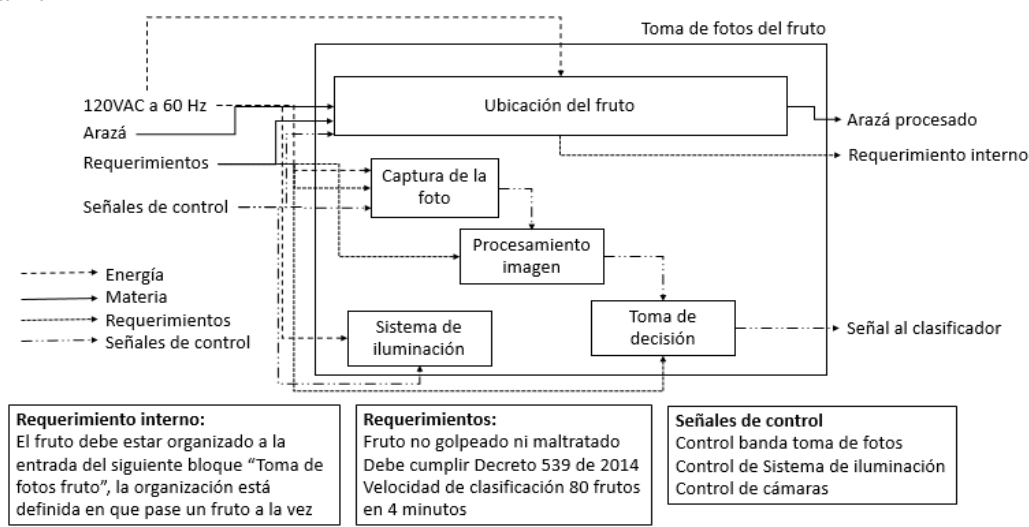 Toma de fotos del fruto
120VAC a 60 Hz
Ubicación del fruto
Arazá
Arazá procesado
Requerimientos
Requerimiento interno
Captura de la
foto
Señales de control
Procesamiento
imagen
Energía
Materia
Requerimientos
Señales de control
Sistema de
iluminación
Toma de
decisión
Señal al clasificador
Requerimiento interno:
El fruto debe estar organizado a la
entrada del siguiente bloque “Toma de
fotos fruto”, la organización está
definida en que pase un fruto a la vez
Requerimientos:
Fruto no golpeado ni maltratado
Debe cumplir Decreto 539 de 2014
Velocidad de clasificación 80 frutos
en 4 minutos
Señales de control
Control banda toma de fotos
Control de Sistema de iluminación
Control de cámaras